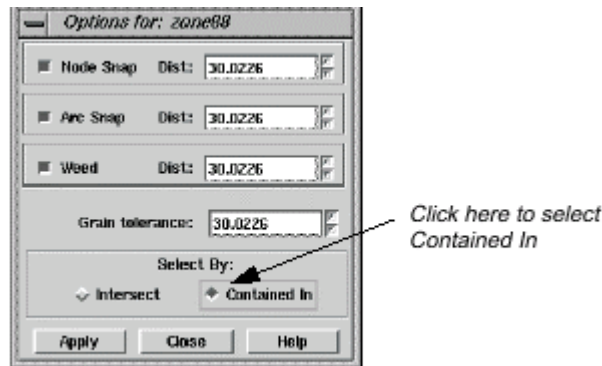 Options for: zone69
Node Snap Dist.: 30.0226
Arc Snap Dist.: 30.0226
Weed Dist.: 30.0226
Grain tolerance: 30.0226
Click here to select
Contained In
Select By:
Intersect Contained In
Apply Close Help